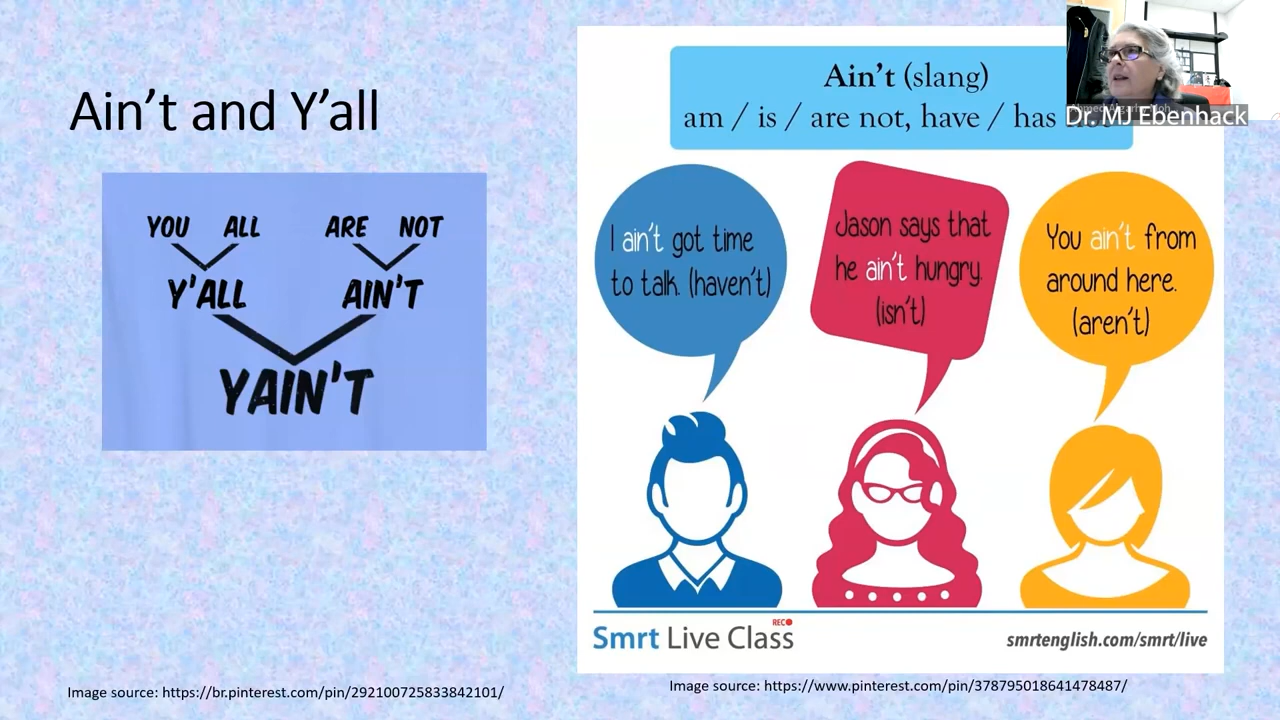 Ain’t and Y’all
YOU ALL ARE NOT
Y'ALL AIN'T
YAIN'T
Image source: https://br.pinterest.com/pin/292100725833842101/
Ain't (slang)
am / is / are not, have / has
Dr. MJ Ebenhack
I ain't got time
to talk. (haven't)
Jason says that
he ain't hungry.
(isn't)
You ain't from
around here.
(aren't)
REC
Smrt Live Class
smrtenglish.com/smrt/live
Image source: https://www.pinterest.com/pin/378795018641478487/